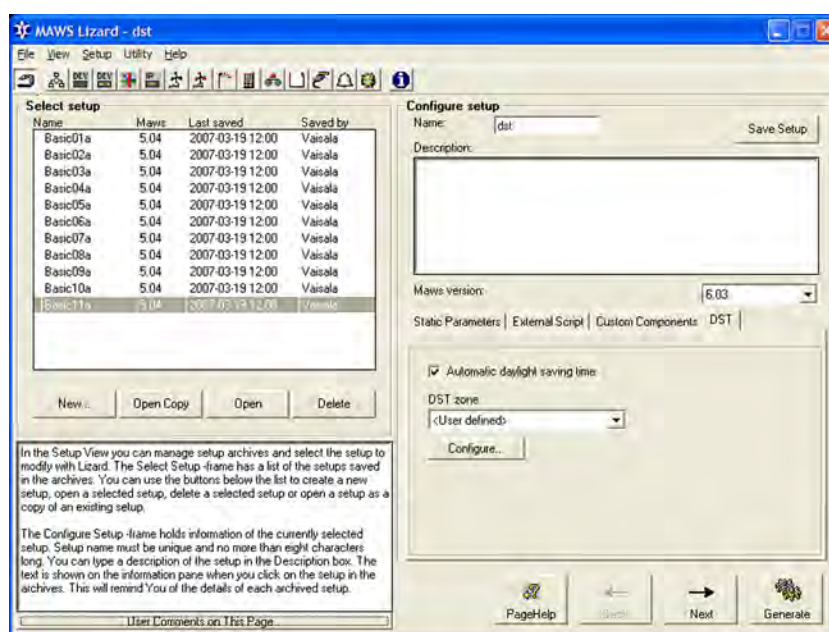 MAWS Lizard - dst
File View Setup Utility Help
Select setup
Name Maws Last saved Saved by
Basic01a 5.04 2007-03-19 12:00 Vaisala
Basic02a 5.04 2007-03-19 12:00 Vaisala
Basic03a 5.04 2007-03-19 12:00 Vaisala
Basic04a 5.04 2007-03-19 12:00 Vaisala
Basic05a 5.04 2007-03-19 12:00 Vaisala
Basic06a 5.04 2007-03-19 12:00 Vaisala
Basic07a 5.04 2007-03-19 12:00 Vaisala
Basic08a 5.04 2007-03-19 12:00 Vaisala
Basic09a 5.04 2007-03-19 12:00 Vaisala
Basic10a 5.04 2007-03-19 12:00 Vaisala
Basic11a 5.04 2007-03-19 12:00 Vaisala
New... Open Copy Open Delete
In the Setup View you can manage setup archives and select the setup to
modify with Lizard. The Select Setup -frame has a list of the setups saved
in the archives. You can use the buttons below the list to create a new
setup, open a selected setup, delete a selected setup or open a setup as a
copy of an existing setup.
The Configure Setup -frame holds information of the currently selected
setup. Setup name must be unique and no more than eight characters
long. You can type a description of the setup in the Description box. The
text is shown on the information pane when you click on the setup in the
archives. This will remind You of the details of each archived setup.
User Comments on This Page
Configure setup
Name: dst Save Setup
Description:
Maws version: 6.03
Static Parameters External Script Custom Components DST
Automatic daylight saving time
DST zone
<User defined>
Configure...
PageHelp Next Generate